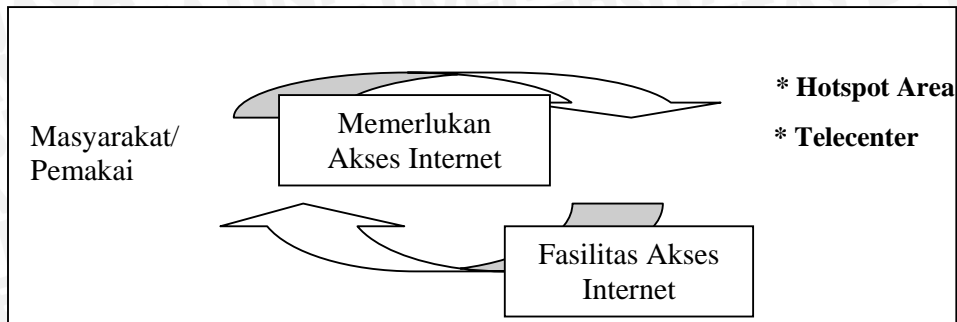 Masyarakat/
Pemakai
Memerlukan
Akses Internet
* Hotspot Area
* Telecenter
Fasilitas Akses
Internet